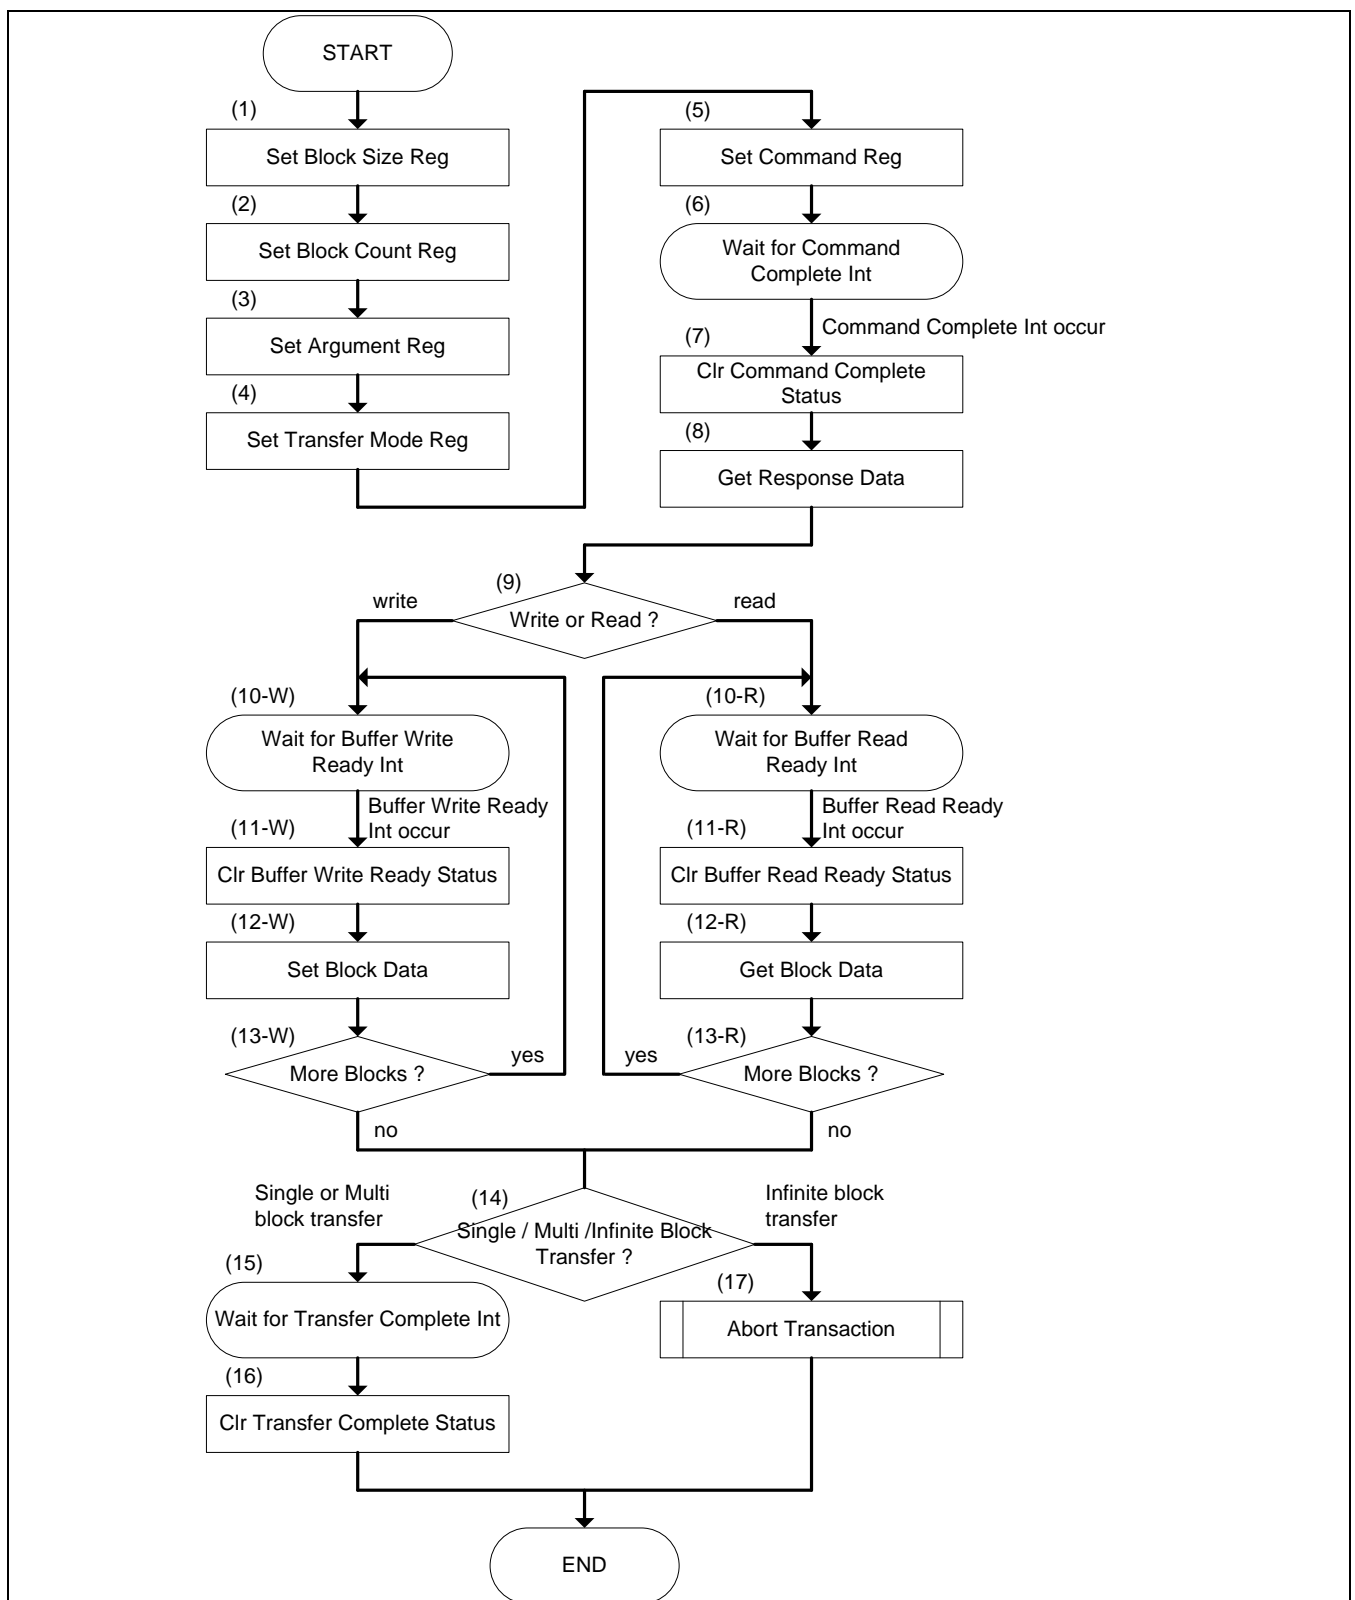 START
(1)
Set Block Size Reg
(2)
Set Block Count Reg
(3)
Set Argument Reg
(4)
Set Transfer Mode Reg
(5)
Set Command Reg
(6)
Wait for Command
Complete Int
Command Complete Int occur
(7)
Clr Command Complete
Status
(8)
Get Response Data
(9)
write
Write or Read ?
read
(10-W)
Wait for Buffer Write
Ready Int
Buffer Write Ready
Int occur
(11-W)
Clr Buffer Write Ready Status
(12-W)
Set Block Data
(13-W)
More Blocks ?
yes
no
(10-R)
Wait for Buffer Read
Ready Int
Buffer Read Ready
Int occur
(11-R)
Clr Buffer Read Ready Status
(12-R)
Get Block Data
(13-R)
More Blocks ?
yes
no
(14)
Single / Multi /Infinite Block
Transfer ?
Single or Multi
block transfer
Infinite block
transfer
(15)
Wait for Transfer Complete Int
(16)
Clr Transfer Complete Status
(17)
Abort Transaction
END